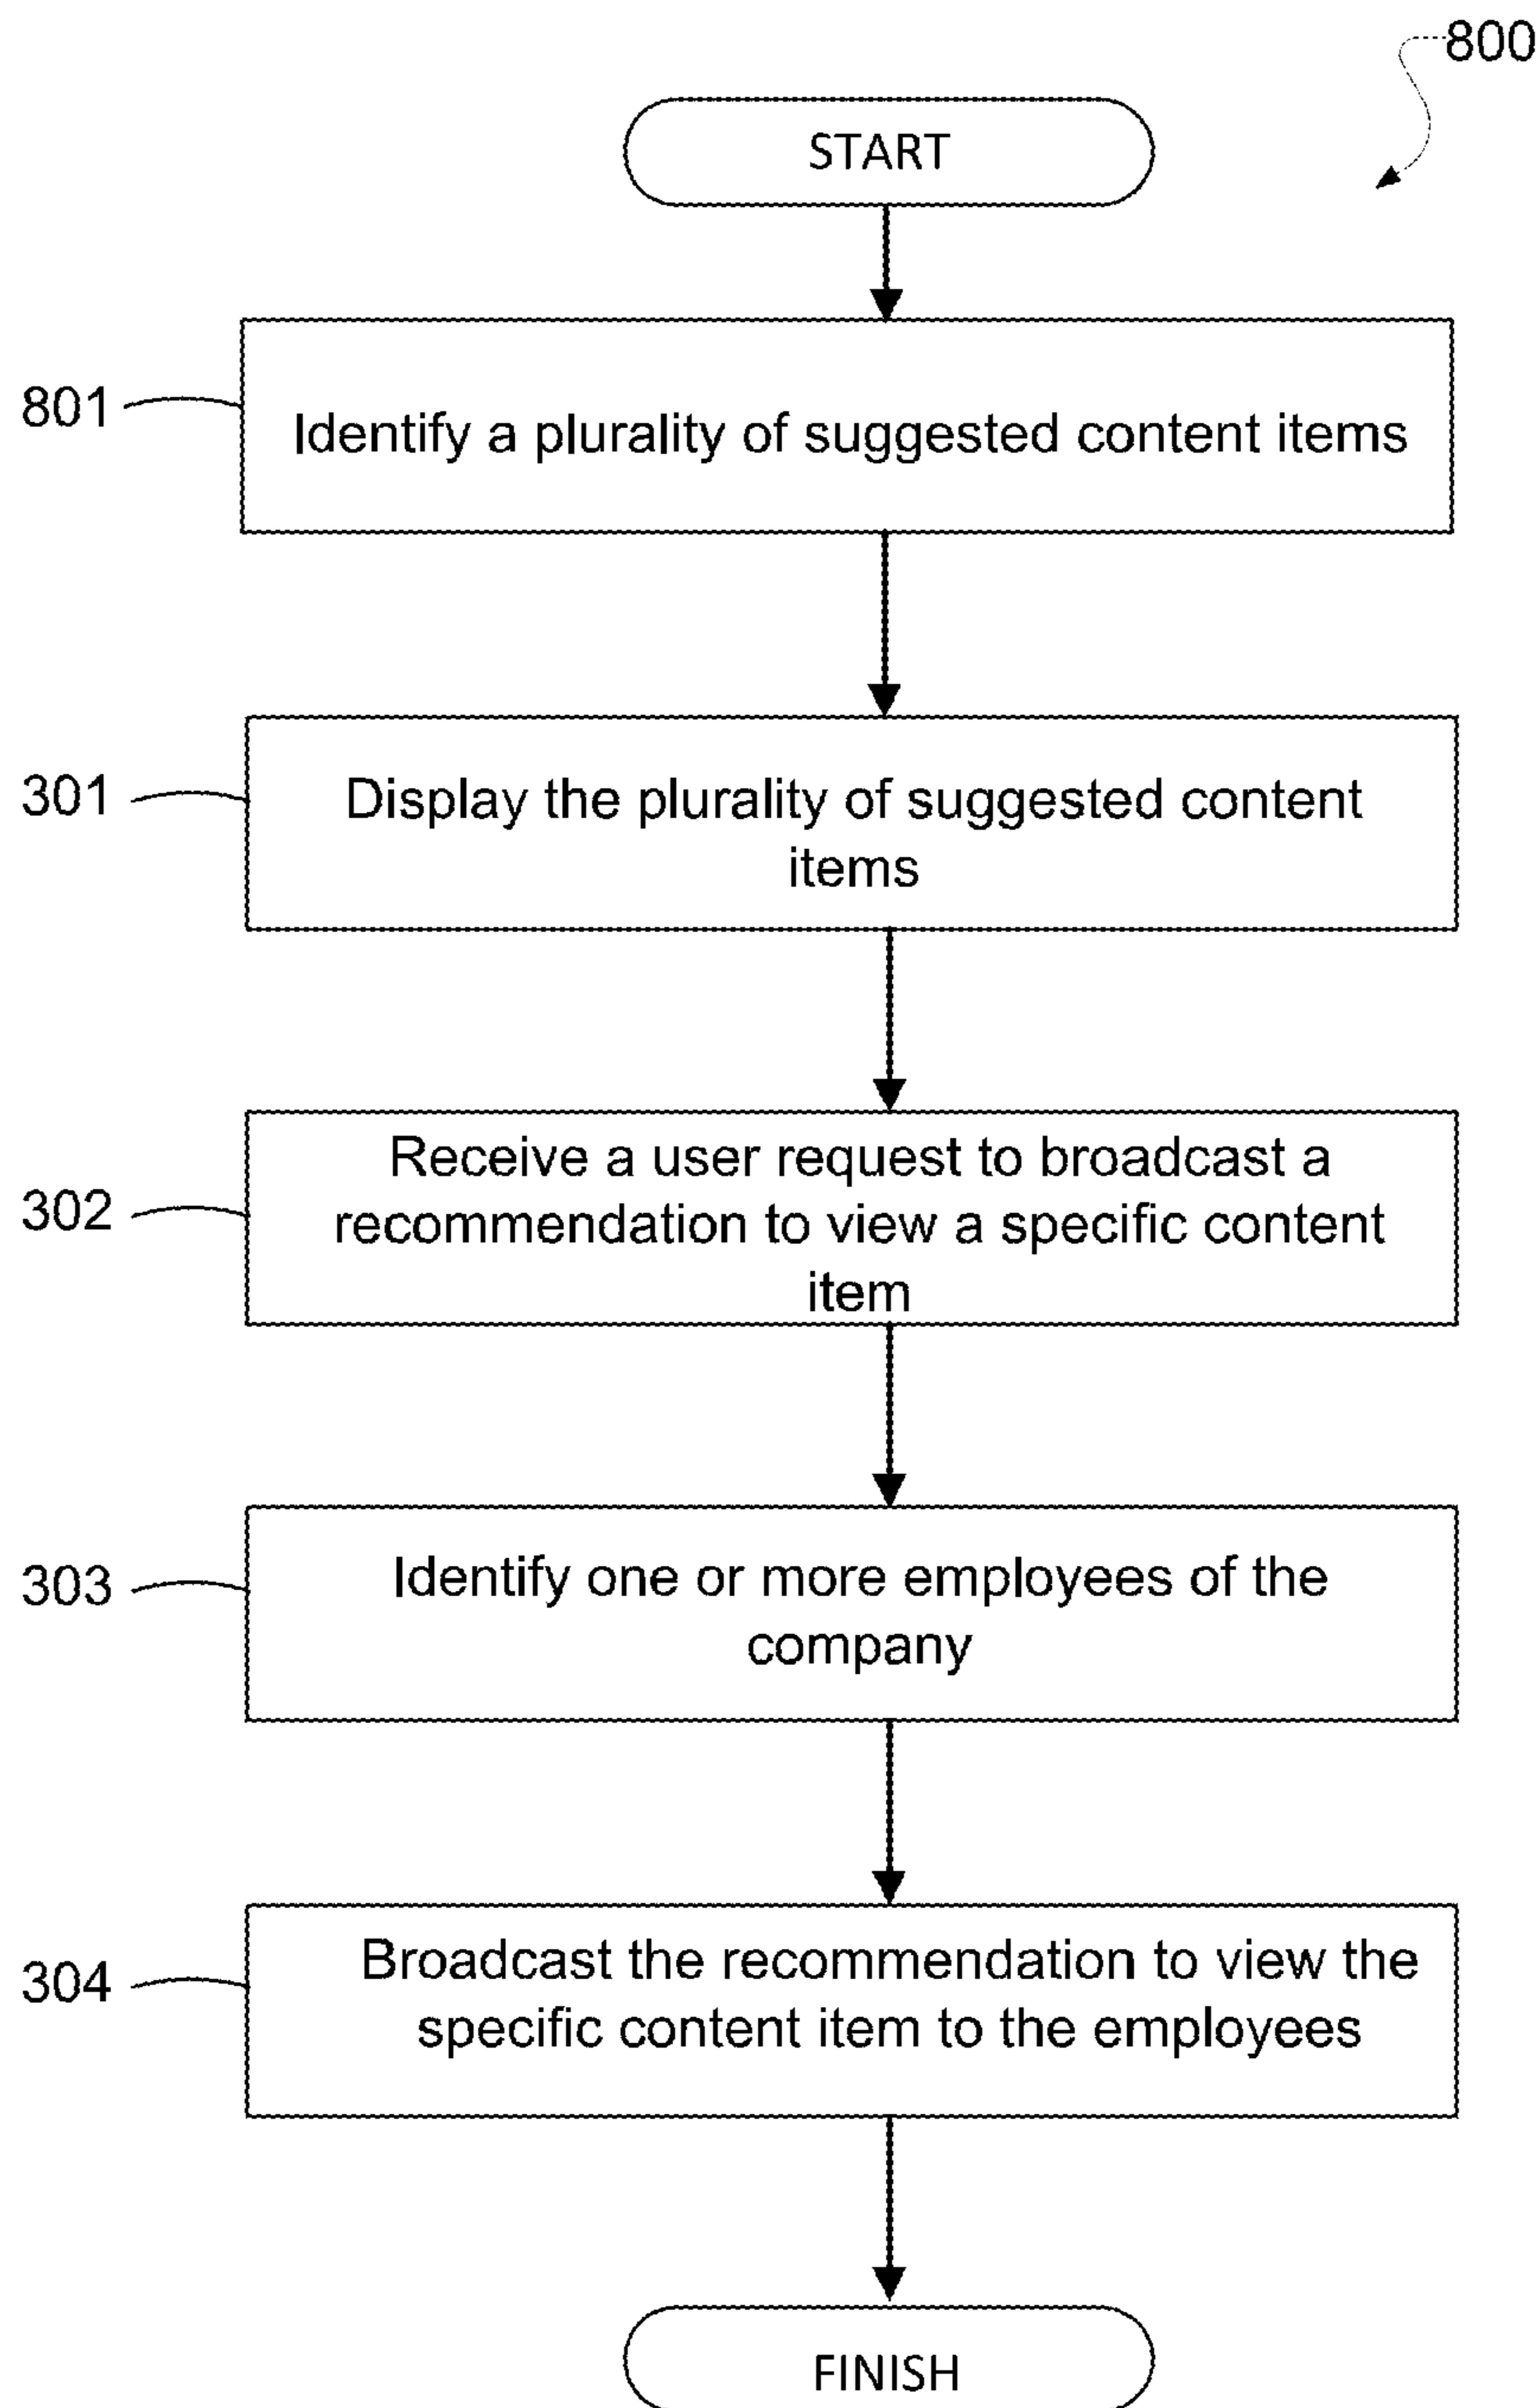 800
START
801
Identify a plurality of suggested content items
301
Display the plurality of suggested content
items
302
Receive a user request to broadcast a
recommendation to view a specific content
item
303
Identify one or more employees of the
company
304
Broadcast the recommendation to view the
specific content item to the employees
FINISH